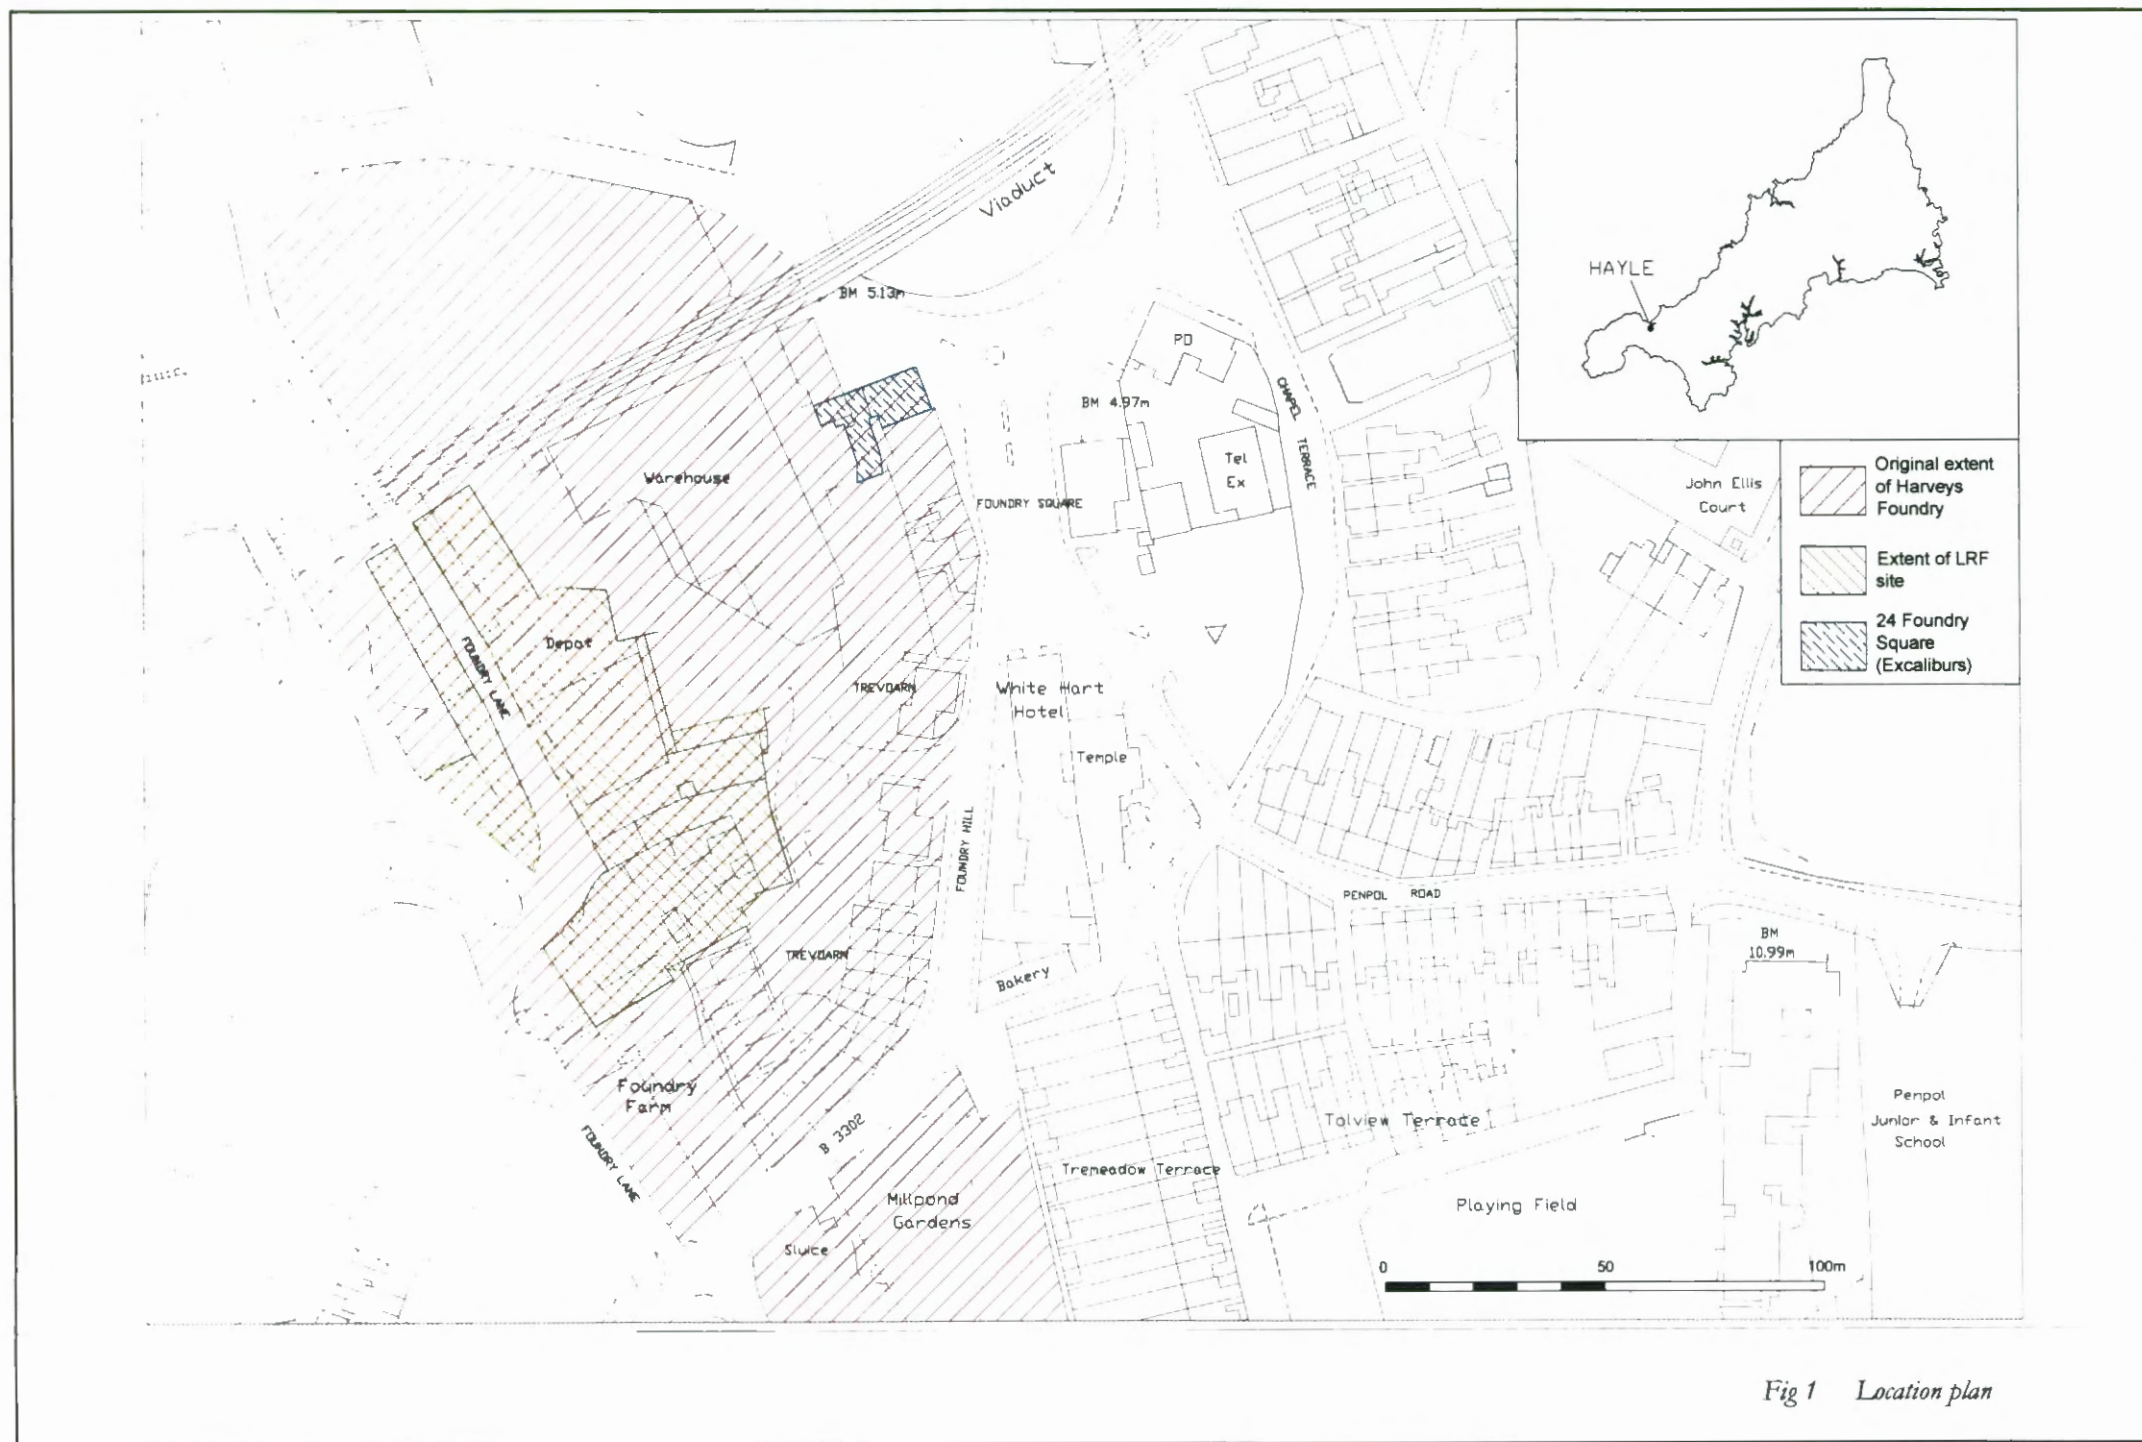 Viaduct
HAYLE
BM 5.13m
PD
BM 4.97m
CHAPEL TERRACE
Tel
Ex
Warehouse
FOUNDRY SQUARE
John Ellis
Court
Original extent
of Harveys
Foundry
Extent of LRF
site
24 Foundry
Square
(Excaliburs)
Depot
FOUNDRY LANE
TREVOARN
White Hart
Hotel
Temple
FOUNDRY HILL
PENPOL ROAD
BM
10.99m
TREVOARN
Bakery
Foundry
Farm
FOUNDRY LANE
B 3302
Millpond
Gardens
Sluice
Tremeadow Terrace
Talview Terrace
Penpol
Junior & Infant
School
Playing Field
0 50 100m
Fig 1 Location plan